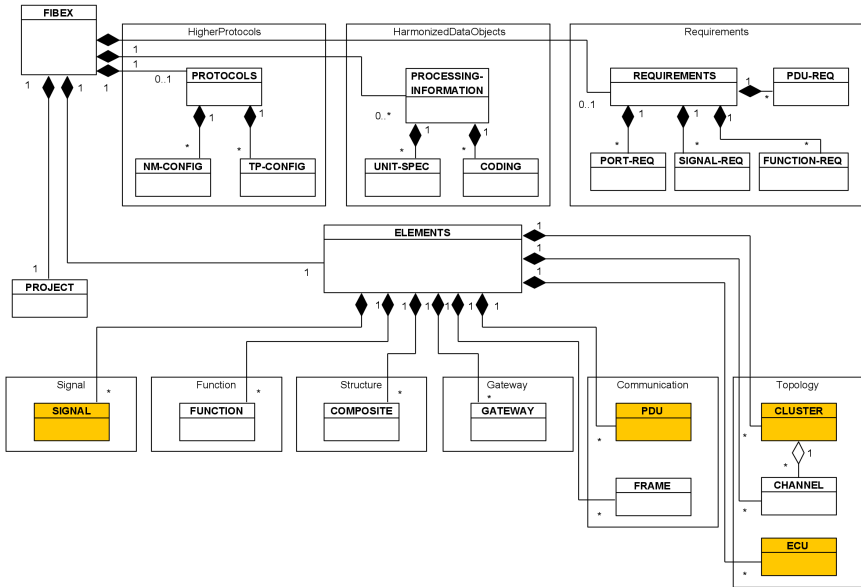 FIBEX
HigherProtocols
HarmonizedDataObjects
Requirements
1
1
1
1
1
1
0..1
PROTOCOLS
1
1
*
*
NM-CONFIG
TP-CONFIG
PROCESSING-
INFORMATION
0..*
1
1
*
*
UNIT-SPEC
CODING
REQUIREMENTS
0..1
1
*
PDU-REQ
1
1
1
*
*
*
PORT-REQ
SIGNAL-REQ
FUNCTION-REQ
ELEMENTS
1
1
1
1
1
PROJECT
1
1
1
1
1
1
Signal
Function
Structure
Gateway
Communication
Topology
*
*
*
*
SIGNAL
FUNCTION
COMPOSITE
GATEWAY
PDU
CLUSTER
*
*
1
*
FRAME
CHANNEL
*
*
ECU
*